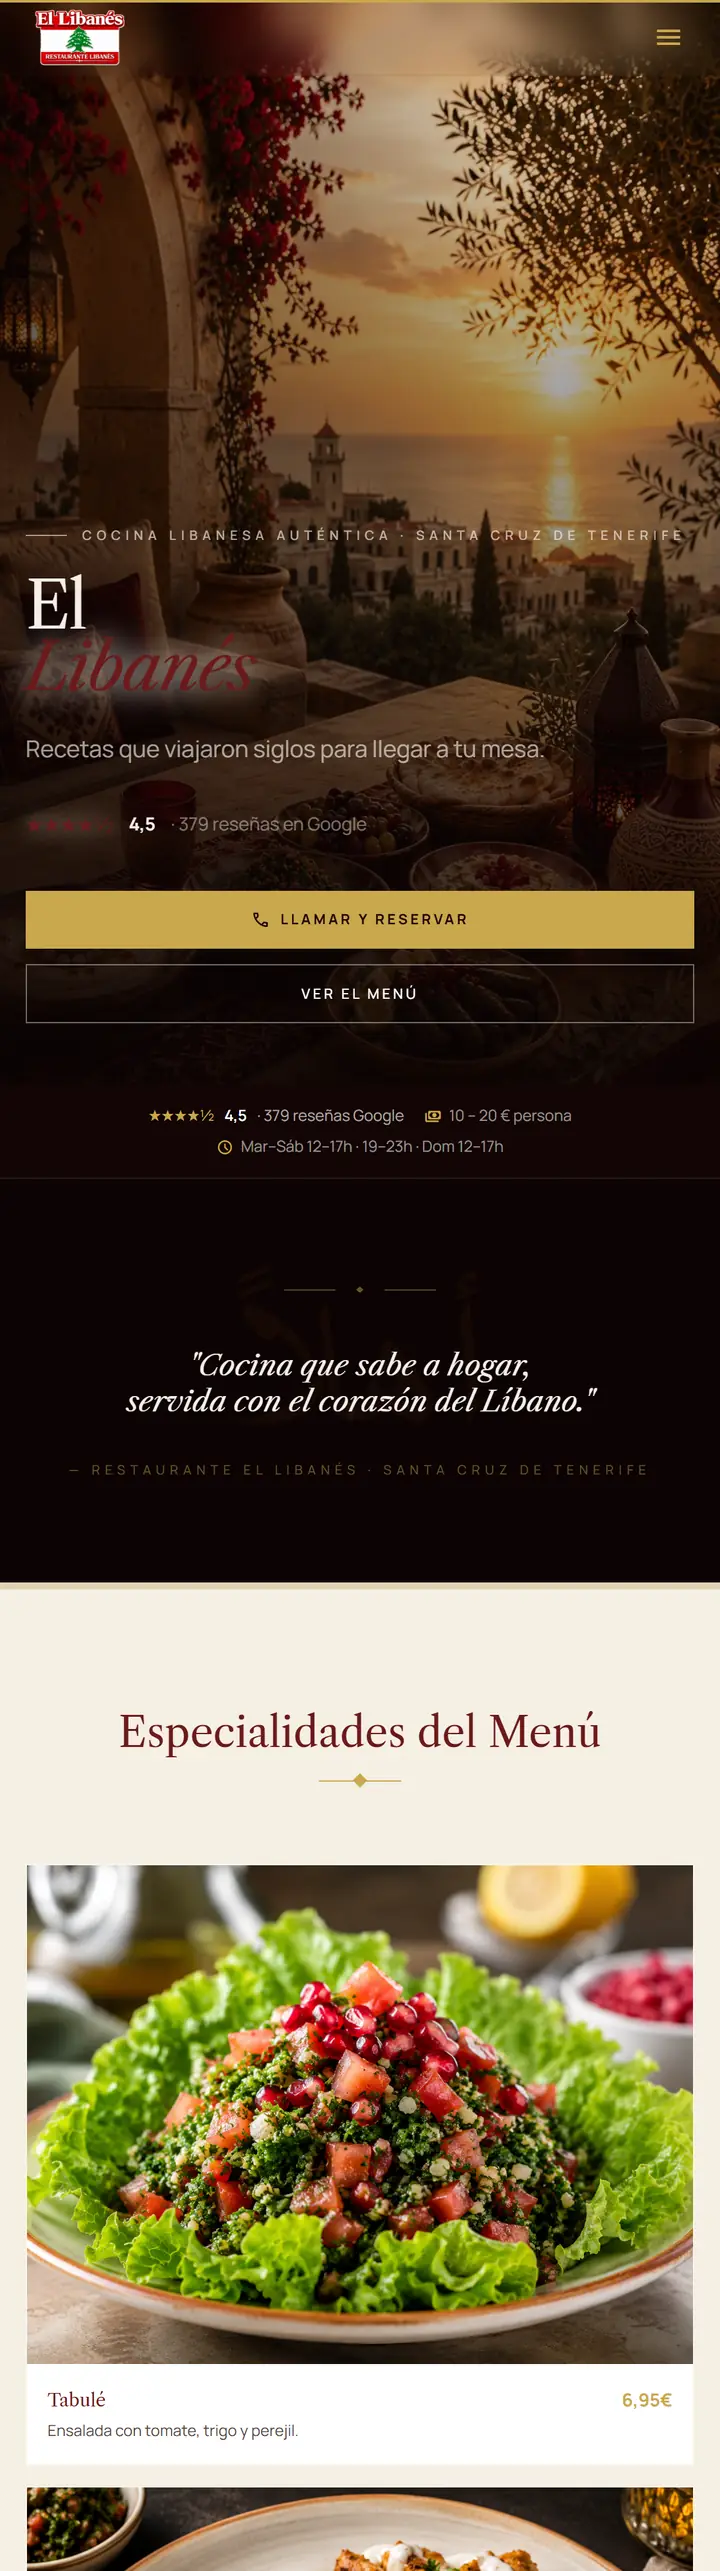 El Libanés
RESTAURANTE LIBANÉS
COCINA LIBANESA AUTÉNTICA · SANTA CRUZ DE TENERIFE
El
Libanés
Recetas que viajaron siglos para llegar a tu mesa.
★★★★½ 4,5 · 379 reseñas en Google
LLAMAR Y RESERVAR
VER EL MENÚ
★★★★½ 4,5 · 379 reseñas Google 10 – 20 € persona
Mar–Sáb 12–17h · 19–23h · Dom 12–17h
"Cocina que sabe a hogar,
servida con el corazón del Líbano."
— RESTAURANTE EL LIBANÉS · SANTA CRUZ DE TENERIFE
Especialidades del Menú
Tabulé 6,95€
Ensalada con tomate, trigo y perejil.